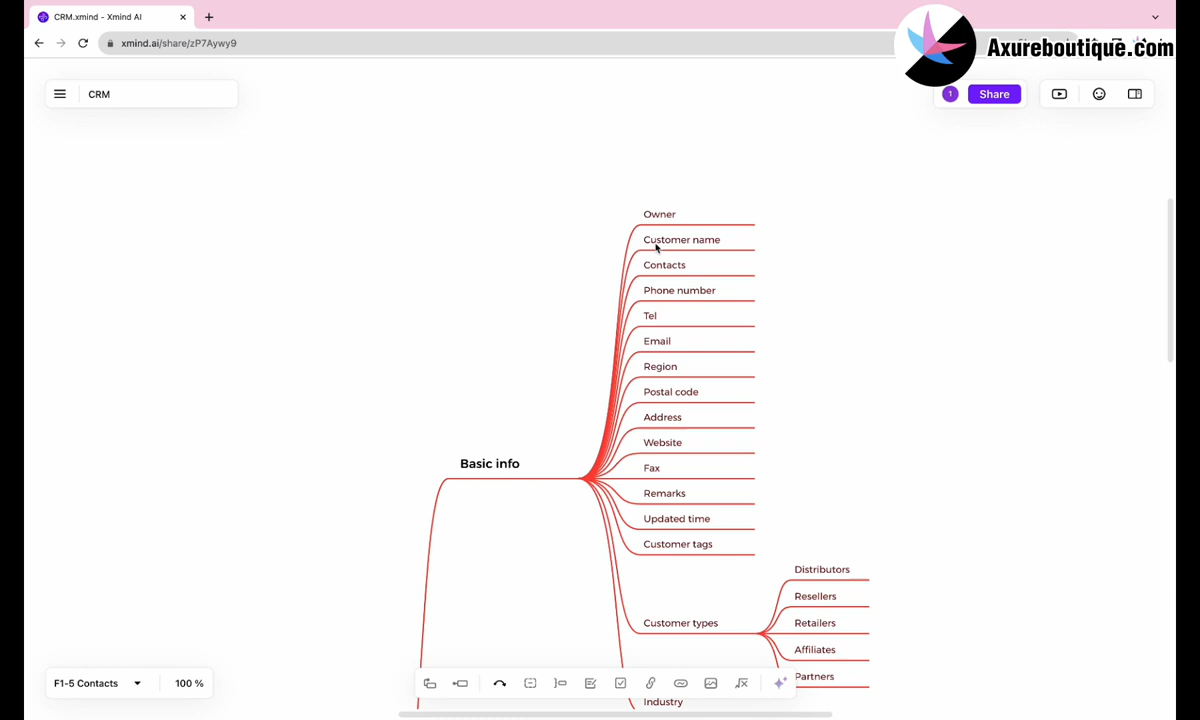 CRM.xmind - Xmind AI
xmind.ai/share/zP7Aywy9
Axureboutique.com
CRM
1
Share
Owner
Customer name
Contacts
Phone number
Tel
Email
Region
Postal code
Address
Website
Basic info
Fax
Remarks
Updated time
Customer tags
Distributors
Resellers
Customer types
Retailers
Affiliates
Partners
F1-5 Contacts
100 %
Industry